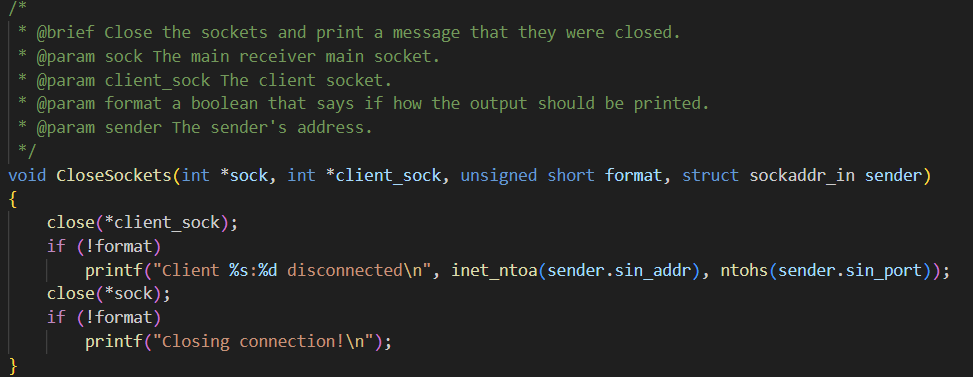 /*
 * @brief Close the sockets and print a message that they were closed.
 * @param sock The main receiver main socket.
 * @param client_sock The client socket.
 * @param format a boolean that says if how the output should be printed.
 * @param sender The sender's address.
 */
void CloseSockets(int *sock, int *client_sock, unsigned short format, struct sockaddr_in sender)
{
    close(*client_sock);
    if (!format)
        printf("Client %s:%d disconnected\n", inet_ntoa(sender.sin_addr), ntohs(sender.sin_port));
    close(*sock);
    if (!format)
        printf("Closing connection!\n");
}